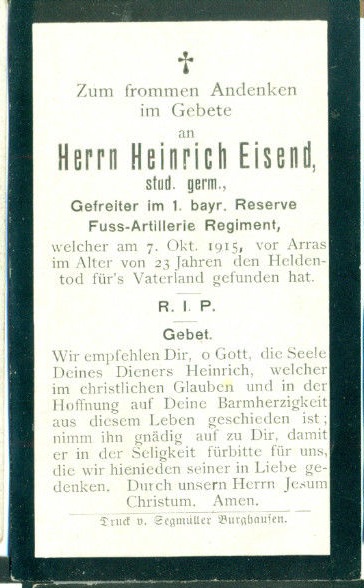 Zum frommen Andenken
im Gebete
an
Herrn Heinrich Eisend,
stud. germ.,
Gefreiter im 1. bayr. Reserve
Fuss-Artillerie Regiment,
welcher am 7. Okt. 1915, vor Arras
im Alter von 23 Jahren den Helden-
tod für's Vaterland gefunden hat.
R. I. P.
Gebet.
Wir empfehlen Dir, o Gott, die Seele
Deines Dieners Heinrich, welcher
im christlichen Glauben und in der
Hoffnung auf Deine Barmherzigkeit
aus diesem Leben geschieden ist;
nimm ihn gnädig auf zu Dir, damit
er in der Seligkeit fürbitte für uns,
die wir hienieden seiner in Liebe ge-
denken. Durch unsern Herrn Jesum
Christum. Amen.
Druck v. Segmüller Burghausen.